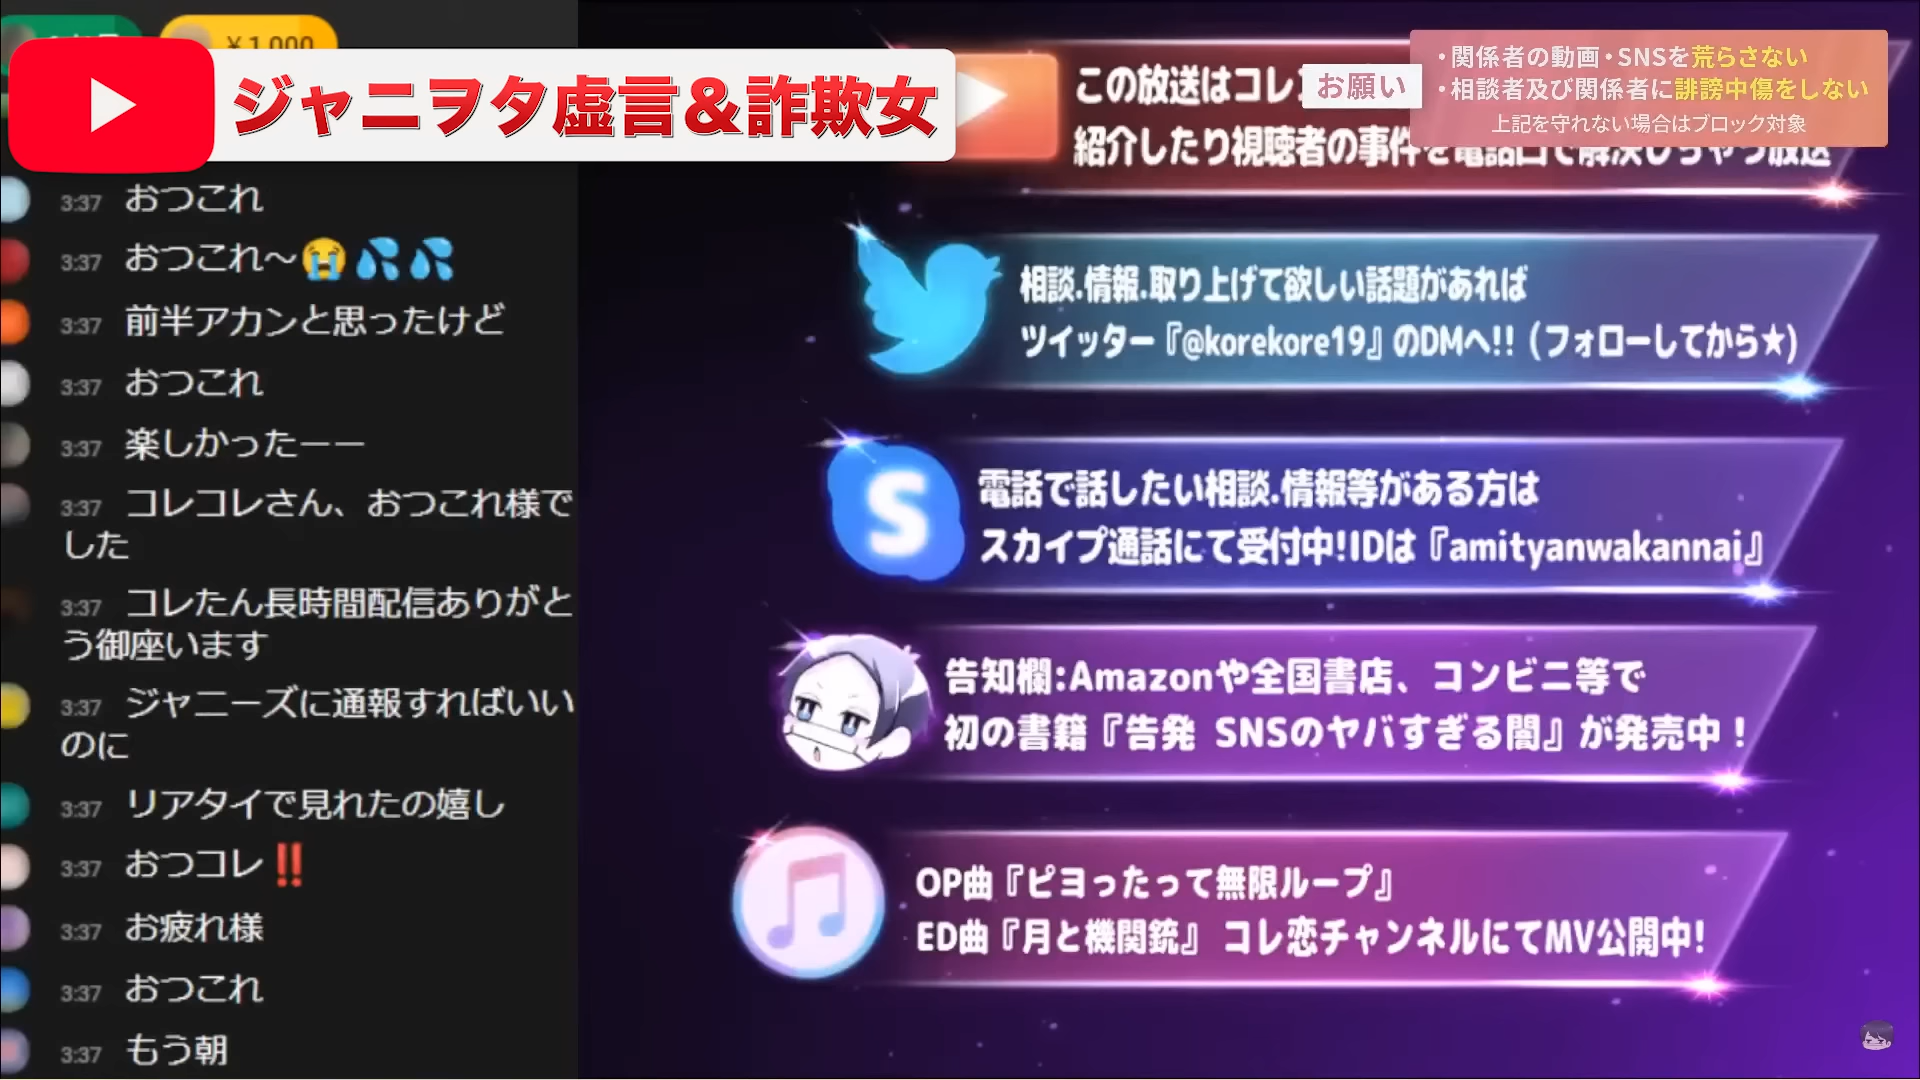 ¥ 1,000
ジャニヲタ虚言&詐欺女
3:37 おつこれ
3:37 おつこれ〜😭💦💦
3:37 前半アカンと思ったけど
3:37 おつこれ
3:37 楽しかったーー
3:37 コレコレさん、おつこれ様で
した
3:37 コレたん長時間配信ありがと
う御座います
3:37 ジャニーズに通報すればいい
のに
3:37 リアタイで見れたの嬉し
3:37 おつコレ‼️
3:37 お疲れ様
3:37 おつこれ
3:37 もう朝
お願い
・関係者の動画・SNSを荒らさない
・相談者及び関係者に誹謗中傷をしない
上記を守れない場合はブロック対象
この放送はコレ
紹介したり視聴者の事件を電話口で解決しちゃう放送
相談.情報.取り上げて欲しい話題があれば
ツイッター『@korekore19』のDMへ!! (フォローしてから★)
S
電話で話したい相談.情報等がある方は
スカイプ通話にて受付中!IDは『amityanwakannai』
告知欄:Amazonや全国書店、コンビニ等で
初の書籍『告発 SNSのヤバすぎる闇』が発売中！
OP曲『ピヨったって無限ループ』
ED曲『月と機関銃』 コレ恋チャンネルにてMV公開中!